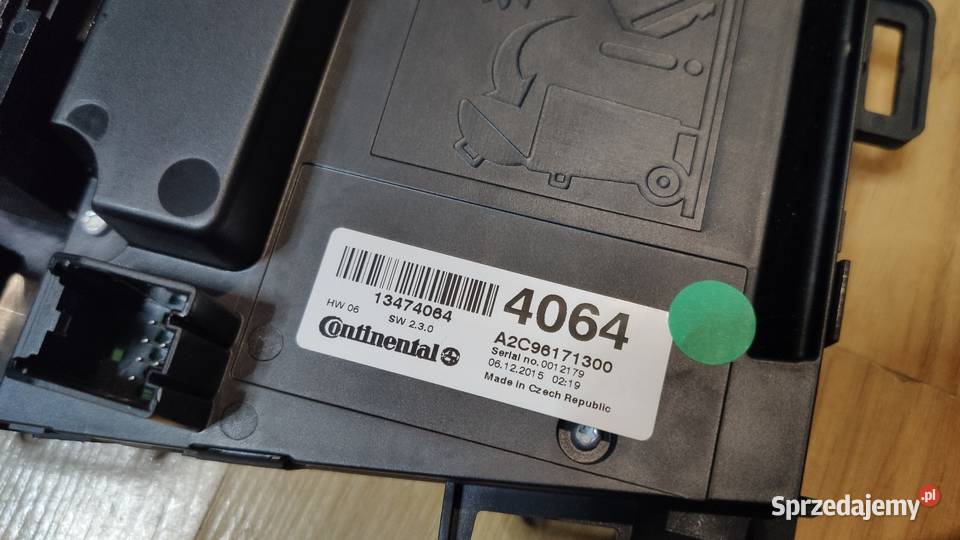 13474064
HW 06
SW 2.3.0
Continental
4064
A2C96171300
Serial no.0012179
06.12.2015 02:19
Made in Czech Republic
Sprzedajemy.pl